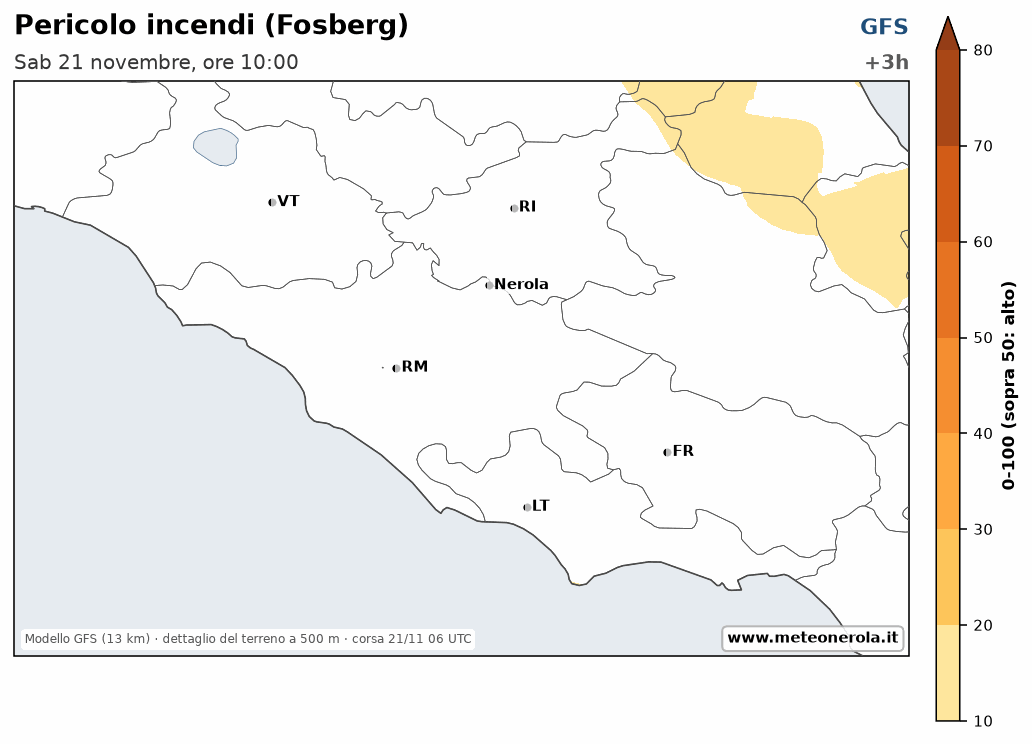 Pericolo incendi (Fosberg)
GFS
Sab 21 novembre, ore 10:00
+3h
80
70
60
50
40
30
20
10
0-100 (sopra 50: alto)
VT
RI
Nerola
RM
FR
LT
Modello GFS (13 km) · dettaglio del terreno a 500 m · corsa 21/11 06 UTC
www.meteonerola.it